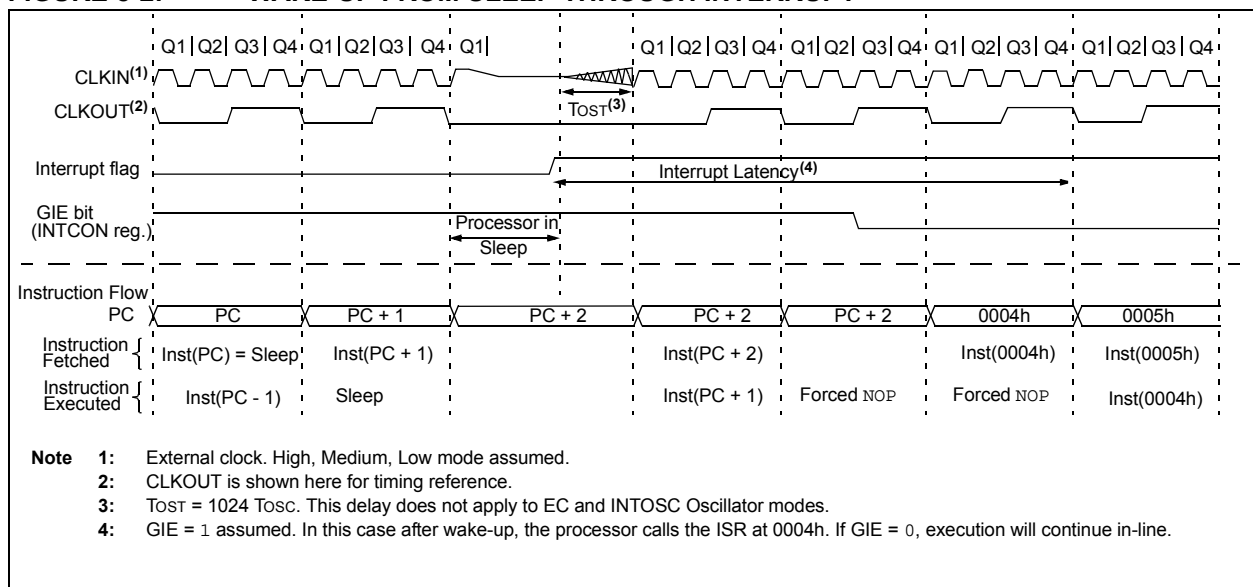 Q1 Q2 Q3 Q4 Q1 Q2 Q3 Q4 Q1 Q1 Q2 Q3 Q4 Q1 Q2 Q3 Q4 Q1 Q2 Q3 Q4 Q1 Q2 Q3 Q4
CLKIN(1)
CLKOUT(2) TOST(3)
Interrupt flag Interrupt Latency(4)
GIE bit
(INTCON reg.) Processor in
Sleep
Instruction Flow
PC PC PC + 1 PC + 2 PC + 2 PC + 2 0004h 0005h
Instruction
Fetched Inst(PC) = Sleep Inst(PC + 1) Inst(PC + 2) Inst(0004h) Inst(0005h)
Instruction
Executed Inst(PC - 1) Sleep Inst(PC + 1) Forced NOP Forced NOP Inst(0004h)
Note 1: External clock. High, Medium, Low mode assumed.
2: CLKOUT is shown here for timing reference.
3: TOST = 1024 TOSC. This delay does not apply to EC and INTOSC Oscillator modes.
4: GIE = 1 assumed. In this case after wake-up, the processor calls the ISR at 0004h. If GIE = 0, execution will continue in-line.